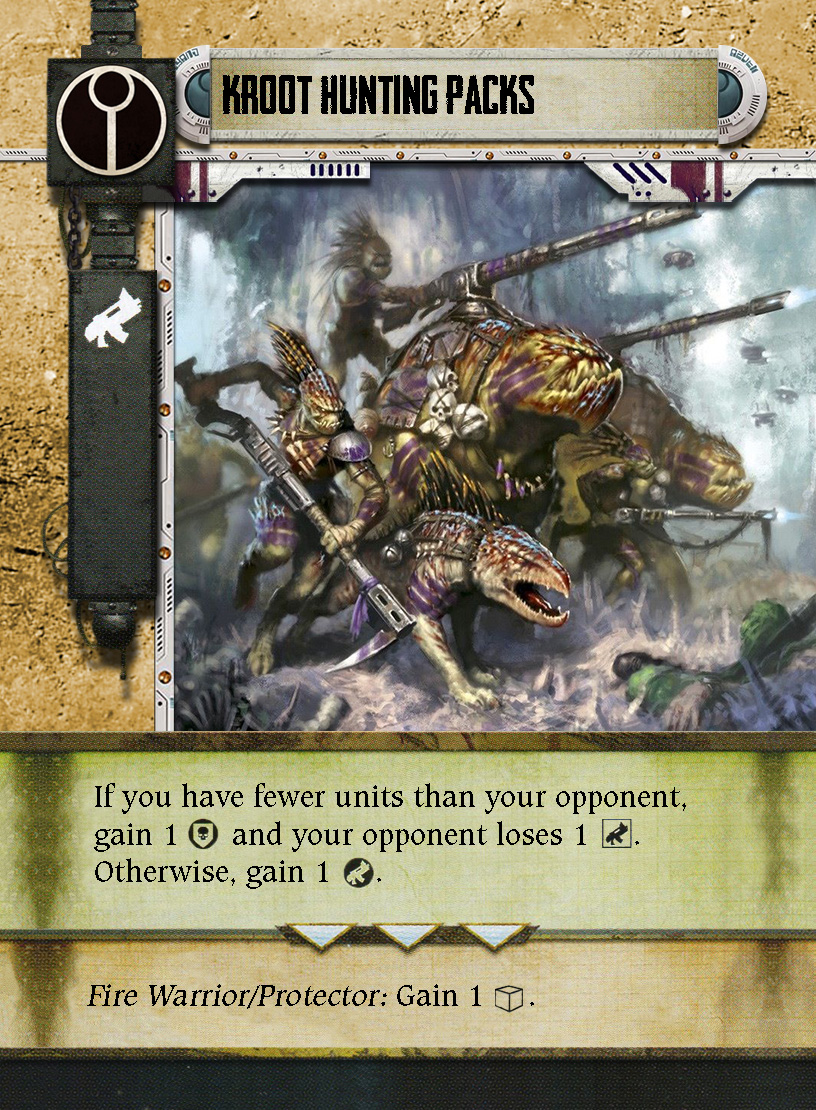 KROOT HUNTING PACKS
If you have fewer units than your opponent,
gain 1 and your opponent loses 1 .
Otherwise, gain 1 .
Fire Warrior/Protector: Gain 1 .